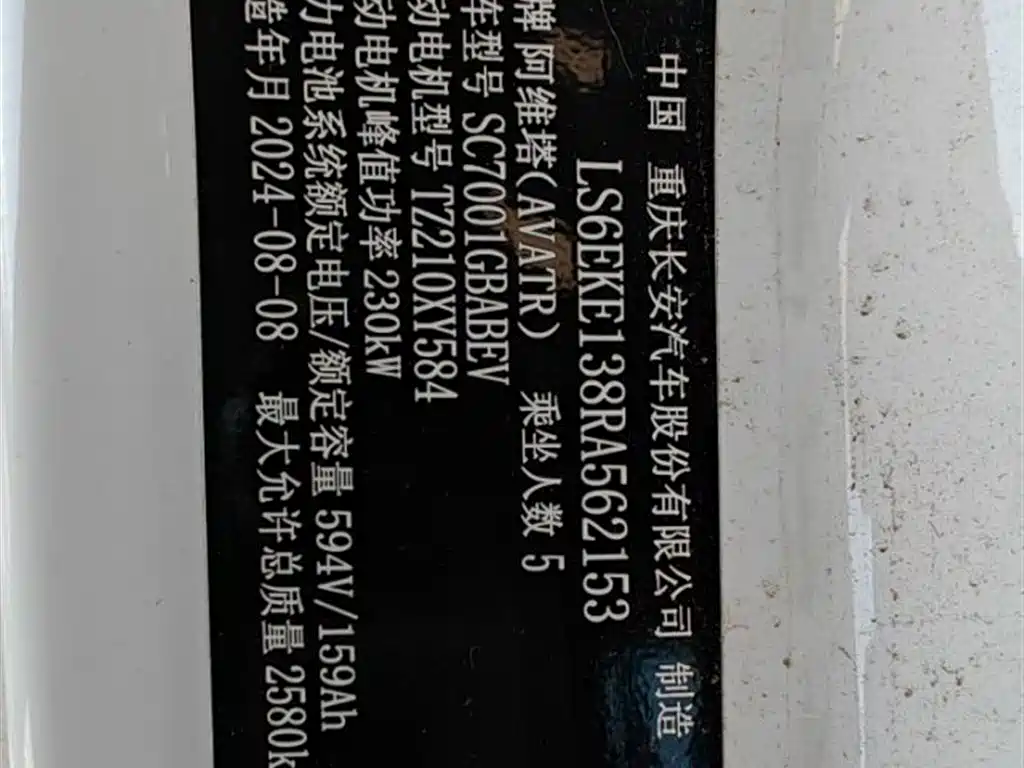 中国 重庆长安汽车股份有限公司 制造
LS6EKE138RA562153
牌 阿维塔(AVATR) 乘坐人数 5
车型号 SC7001GBABEV
动电机型号 TZ210XY584
动电机峰值功率 230kW
力电池系统额定电压/额定容量 594V/159Ah
造年月 2024-08-08 最大允许总质量 2580k